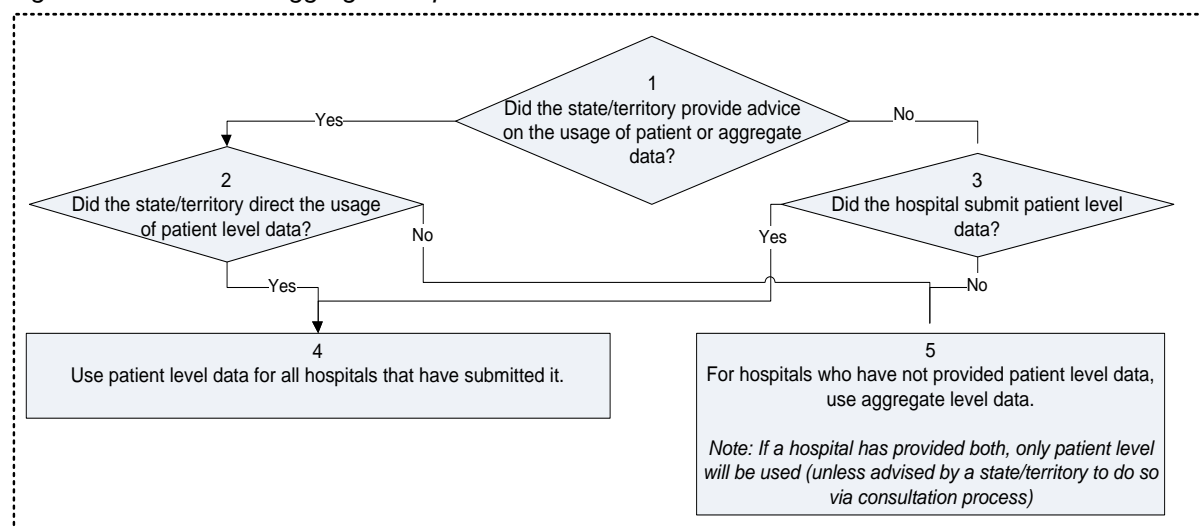 1
Did the state/territory provide advice
on the usage of patient or aggregate
data?
Yes
No
2
Did the state/territory direct the usage
of patient level data?
3
Did the hospital submit patient level
data?
No
Yes
Yes
No
4
Use patient level data for all hospitals that have submitted it.
5
For hospitals who have not provided patient level data,
use aggregate level data.
Note: If a hospital has provided both, only patient level
will be used (unless advised by a state/territory to do so
via consultation process)